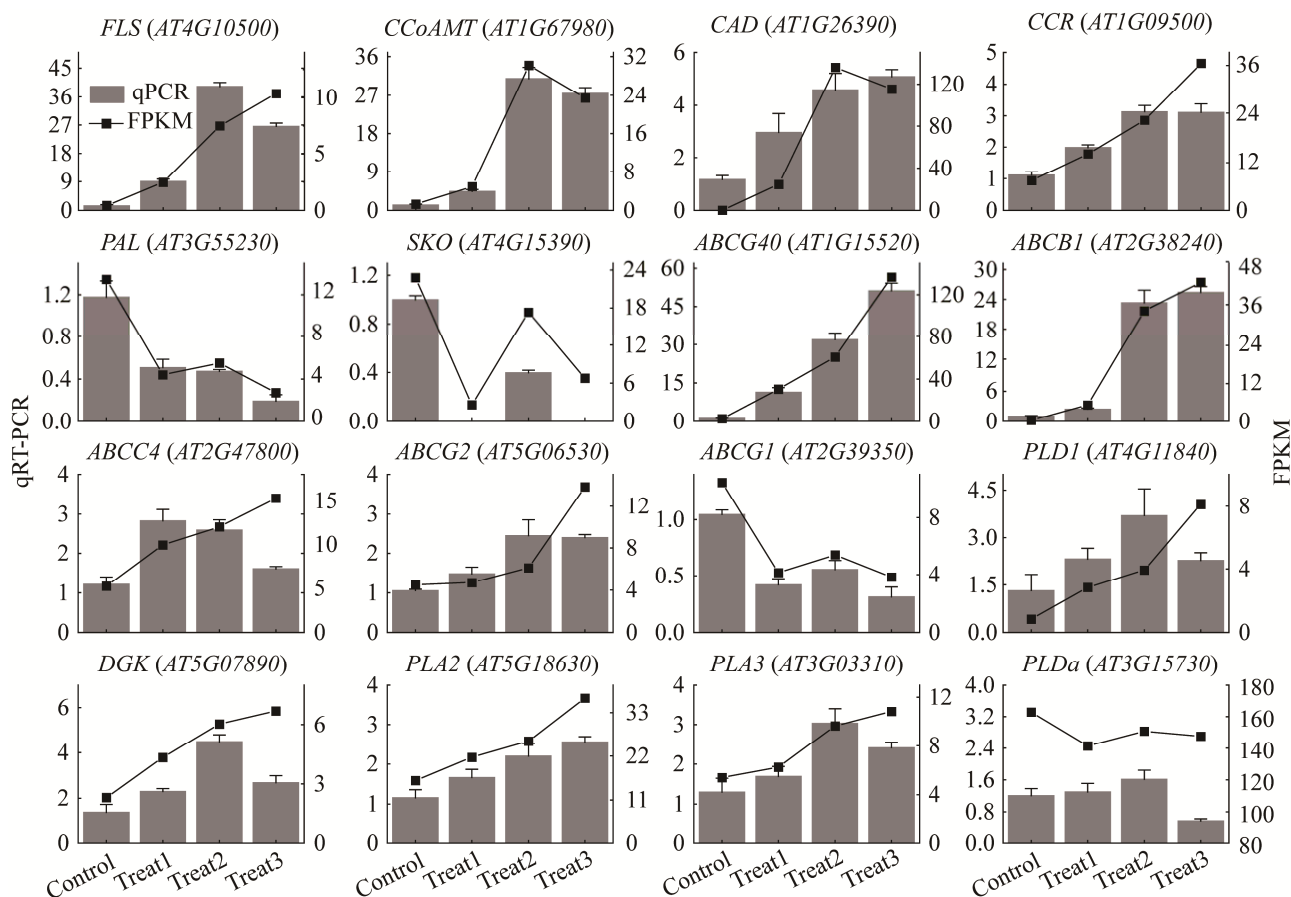 FLS (AT4G10500) CCoAMT (AT1G67980) CAD (AT1G26390) CCR (AT1G09500)
qPCR
FPKM
45 36 27 18 9 0
10 5 0
36 27 18 9 0
32 28 24 20 16 12 8 4 0
6 4 2 0
120 80 40 0
5 4 3 2 1 0
36 24 12 0
PAL (AT3G55230) SKO (AT4G15390) ABCG40 (AT1G15520) ABCB1 (AT2G38240)
1.2 0.8 0.4 0.0
12 8 4 0
1.2 0.8 0.4 0.0
24 18 12 6 0
60 45 30 15 0
120 80 40 0
30 24 18 12 6 0
48 36 24 12 0
qRT-PCR
FPKM
ABCC4 (AT2G47800) ABCG2 (AT5G06530) ABCG1 (AT2G39350) PLD1 (AT4G11840)
4 3 2 1 0
15 10 5 0
4 3 2 1 0
12 8 4 0
1.0 0.5 0
8 4 0
4.5 3.0 1.5 0.0
8 4 0
DGK (AT5G07890) PLA2 (AT5G18630) PLA3 (AT3G03310) PLDa (AT3G15730)
6 4 2 0
6 3 0
4 3 2 1 0
33 22 11 0
4 3 2 1 0
12 8 4 0
4.0 3.2 2.4 1.6 0.8 0.0
180 160 140 120 100 80
Control Treat1 Treat2 Treat3
Control Treat1 Treat2 Treat3
Control Treat1 Treat2 Treat3
Control Treat1 Treat2 Treat3